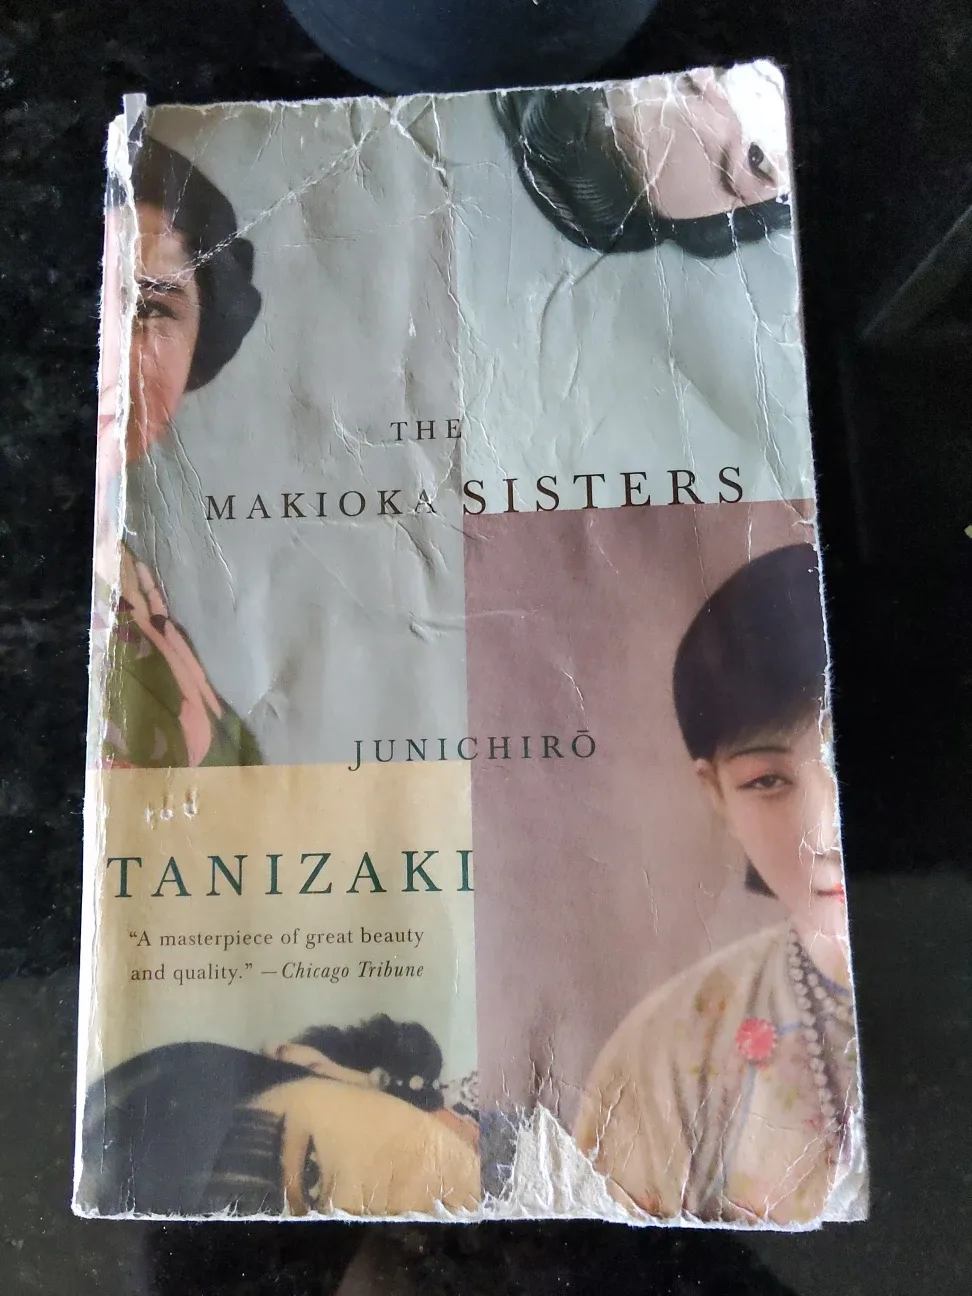 THE
MAKIOKA SISTERS
JUNICHIRŌ
TANIZAKI
“A masterpiece of great beauty
and quality.” —Chicago Tribune